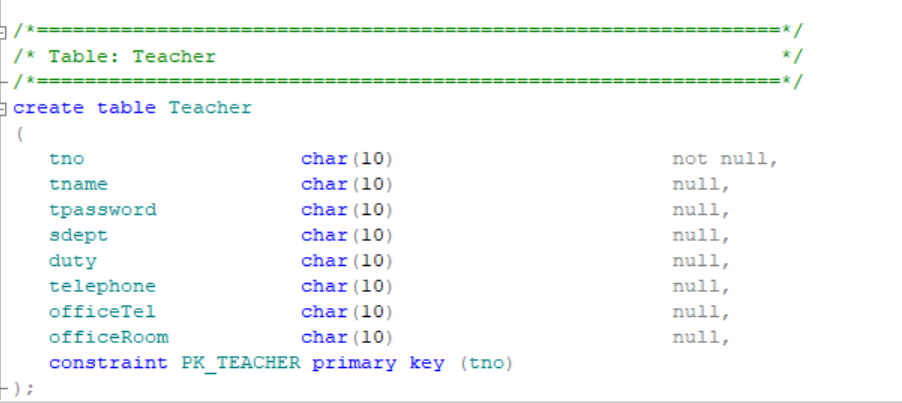 /*==============================================================*/
/* Table: Teacher                                               */
/*==============================================================*/
create table Teacher
(
   tno                  char(10)                       not null,
   tname                char(10)                       null,
   tpassword            char(10)                       null,
   sdept                char(10)                       null,
   duty                 char(10)                       null,
   telephone            char(10)                       null,
   officeTel            char(10)                       null,
   officeRoom           char(10)                       null,
   constraint PK_TEACHER primary key (tno)
);